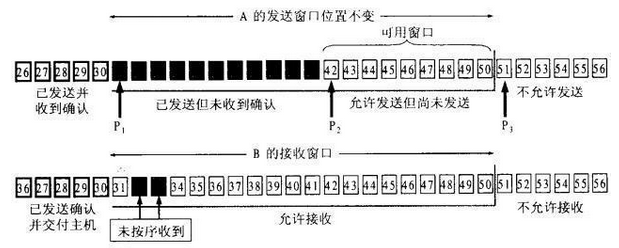 A 的发送窗口位置不变
可用窗口
26 27 28 29 30 42 43 44 45 46 47 48 49 50 51 52 53 54 55 56
已发送并 已发送但未收到确认 允许发送但尚未发送 不允许发送
收到确认
P1 P2 P3
B 的接收窗口
36 27 28 29 30 31 34 35 36 37 38 39 40 41 42 43 44 45 46 47 48 49 50 51 52 53 54 55 56
已发送确认 允许接收 不允许接收
并交付主机
未按序收到